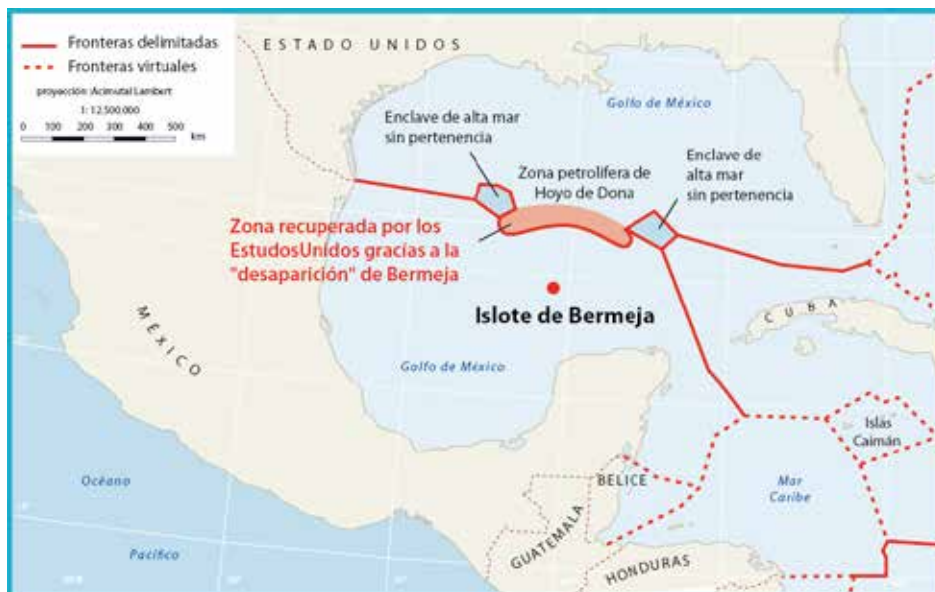 Fronteras delimitadas
Fronteras virtuales
proyección :Acimutal Lambert
1: 12.500.000
0 100 200 300 400 500
km
ESTADO UNIDOS
Golfo de México
Enclave de alta mar
sin pertenencia
Zona petrolífera de
Hoyo de Dona
Enclave de
alta mar
sin pertenencia
Zona recuperada por los
EstudosUnidos gracias a la
"desaparición" de Bermeja
Islote de Bermeja
MÉXICO
CUBA
Golfo de México
Islas
Caimán
BELICE
Mar
Caribe
Océano
Pacífico
GUATEMALA
HONDURAS